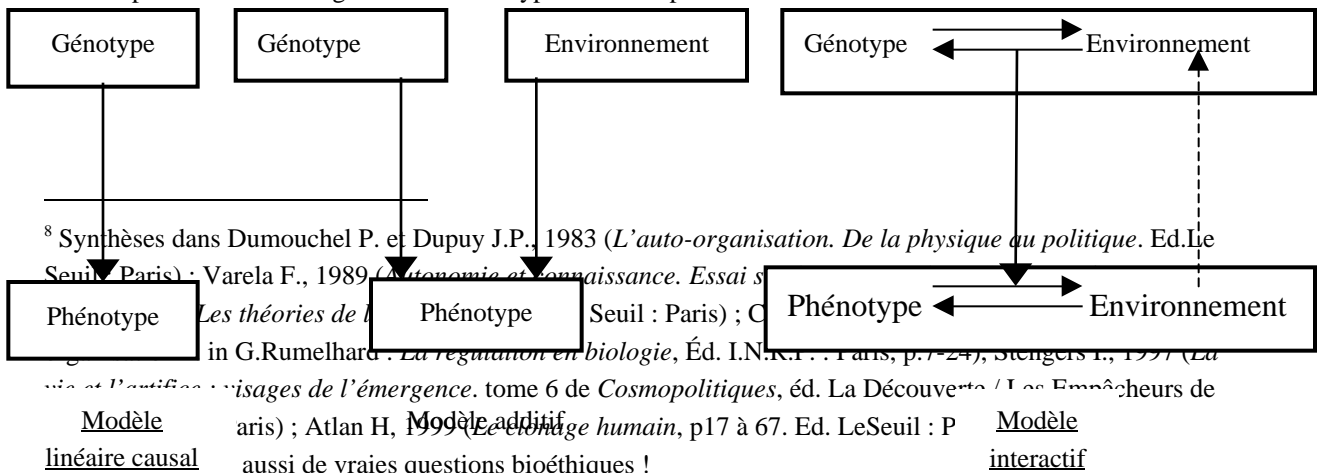 Génotype Génotype Environnement Génotype Environnement
⁸ Synthèses dans Dumouchel P. et Dupuy J.P., 1983 (L'auto-organisation. De la physique au politique. Ed.Le
Seuil : Paris) ; Varela F., 1989 (Autonomie et connaissance. Essai s
Phénotype Les théories de l Phénotype Seuil : Paris) ; C Phénotype Environnement
in G.Rumelhard : La régulation en biologie, Éd. I.N.R.P. : Paris, p.7-24), Stengers I., 1997 (La
vie et l'artifice : visages de l'émergence. tome 6 de Cosmopolitiques, éd. La Découverte / Les Empêcheurs de
Modèle aris) ; Atlan H, 1999 (Le clonage humain, p17 à 67. Ed. LeSeuil : P Modèle additif Modèle
linéaire causal aussi de vraies questions bioéthiques ! interactif